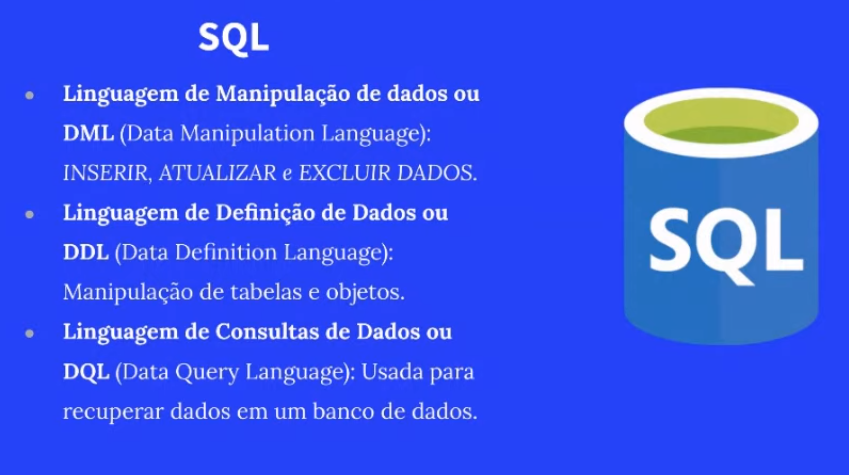 SQL
Linguagem de Manipulação de dados ou
DML (Data Manipulation Language):
INSERIR, ATUALIZAR e EXCLUIR DADOS.
Linguagem de Definição de Dados ou
DDL (Data Definition Language):
Manipulação de tabelas e objetos.
Linguagem de Consultas de Dados ou
DQL (Data Query Language): Usada para
recuperar dados em um banco de dados.
SQL